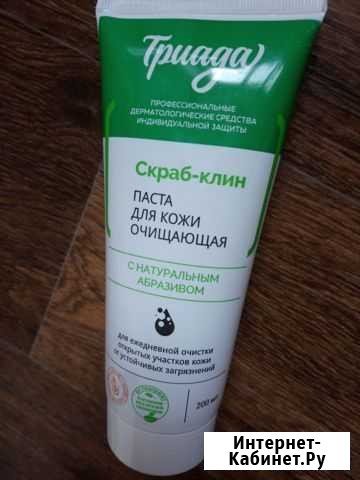 Триада
ПРОФЕССИОНАЛЬНЫЕ
ДЕРМАТОЛОГИЧЕСКИЕ СРЕДСТВА
ИНДИВИДУАЛЬНОЙ ЗАЩИТЫ
Скраб-клин
ПАСТА
ДЛЯ КОЖИ
ОЧИЩАЮЩАЯ
С НАТУРАЛЬНЫМ
АБРАЗИВОМ
для ежедневной очистки
открытых участков кожи
от устойчивых загрязнений
200 мл
Интернет-
Кабинет.Ру